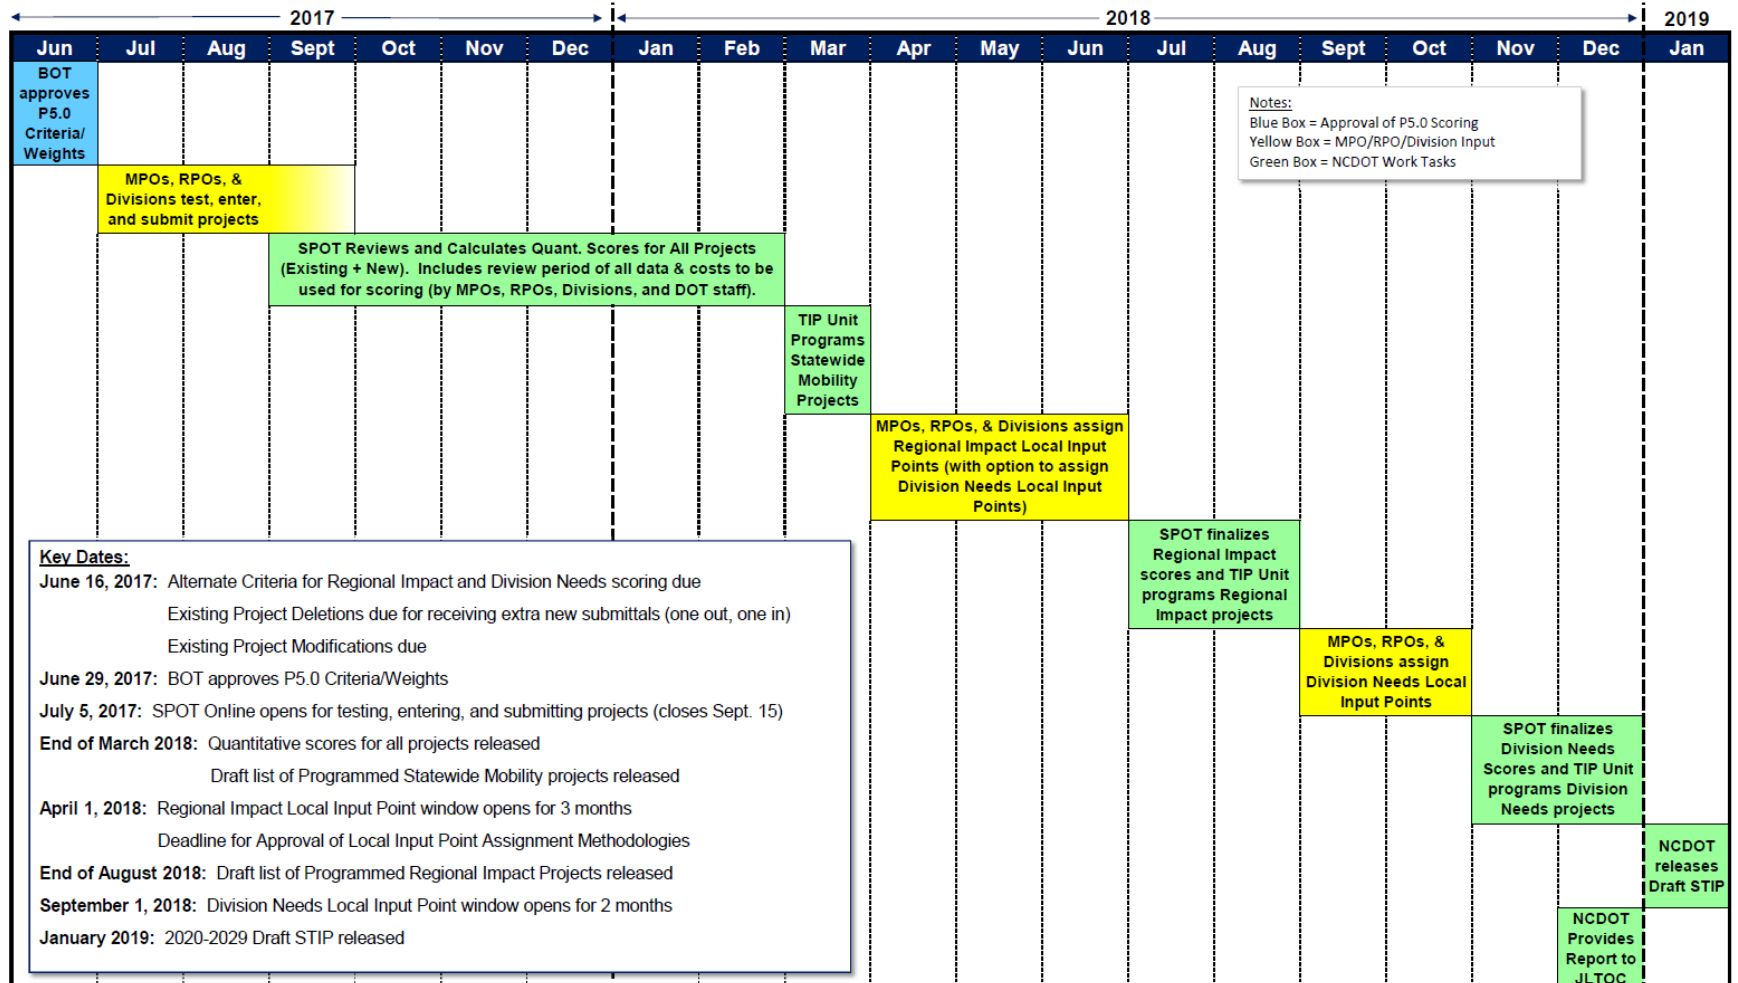 2017
2018
2019
Jun Jul Aug Sept Oct Nov Dec Jan Feb Mar Apr May Jun Jul Aug Sept Oct Nov Dec Jan
BOT
approves
P5.0
Criteria/
Weights
Notes:
Blue Box = Approval of P5.0 Scoring
Yellow Box = MPO/RPO/Division Input
Green Box = NCDOT Work Tasks
MPOs, RPOs, &
Divisions test, enter,
and submit projects
SPOT Reviews and Calculates Quant. Scores for All Projects
(Existing + New).  Includes review period of all data & costs to be
used for scoring (by MPOs, RPOs, Divisions, and DOT staff).
TIP Unit
Programs
Statewide
Mobility
Projects
MPOs, RPOs, & Divisions assign
Regional Impact Local Input
Points (with option to assign
Division Needs Local Input
Points)
SPOT finalizes
Regional Impact
scores and TIP Unit
programs Regional
Impact projects
MPOs, RPOs, &
Divisions assign
Division Needs Local
Input Points
SPOT finalizes
Division Needs
Scores and TIP Unit
programs Division
Needs projects
NCDOT
releases
Draft STIP
NCDOT
Provides
Report to
JLTOC
Key Dates:
June 16, 2017: Alternate Criteria for Regional Impact and Division Needs scoring due
Existing Project Deletions due for receiving extra new submittals (one out, one in)
Existing Project Modifications due
June 29, 2017: BOT approves P5.0 Criteria/Weights
July 5, 2017: SPOT Online opens for testing, entering, and submitting projects (closes Sept. 15)
End of March 2018: Quantitative scores for all projects released
Draft list of Programmed Statewide Mobility projects released
April 1, 2018: Regional Impact Local Input Point window opens for 3 months
Deadline for Approval of Local Input Point Assignment Methodologies
End of August 2018: Draft list of Programmed Regional Impact Projects released
September 1, 2018: Division Needs Local Input Point window opens for 2 months
January 2019: 2020-2029 Draft STIP released